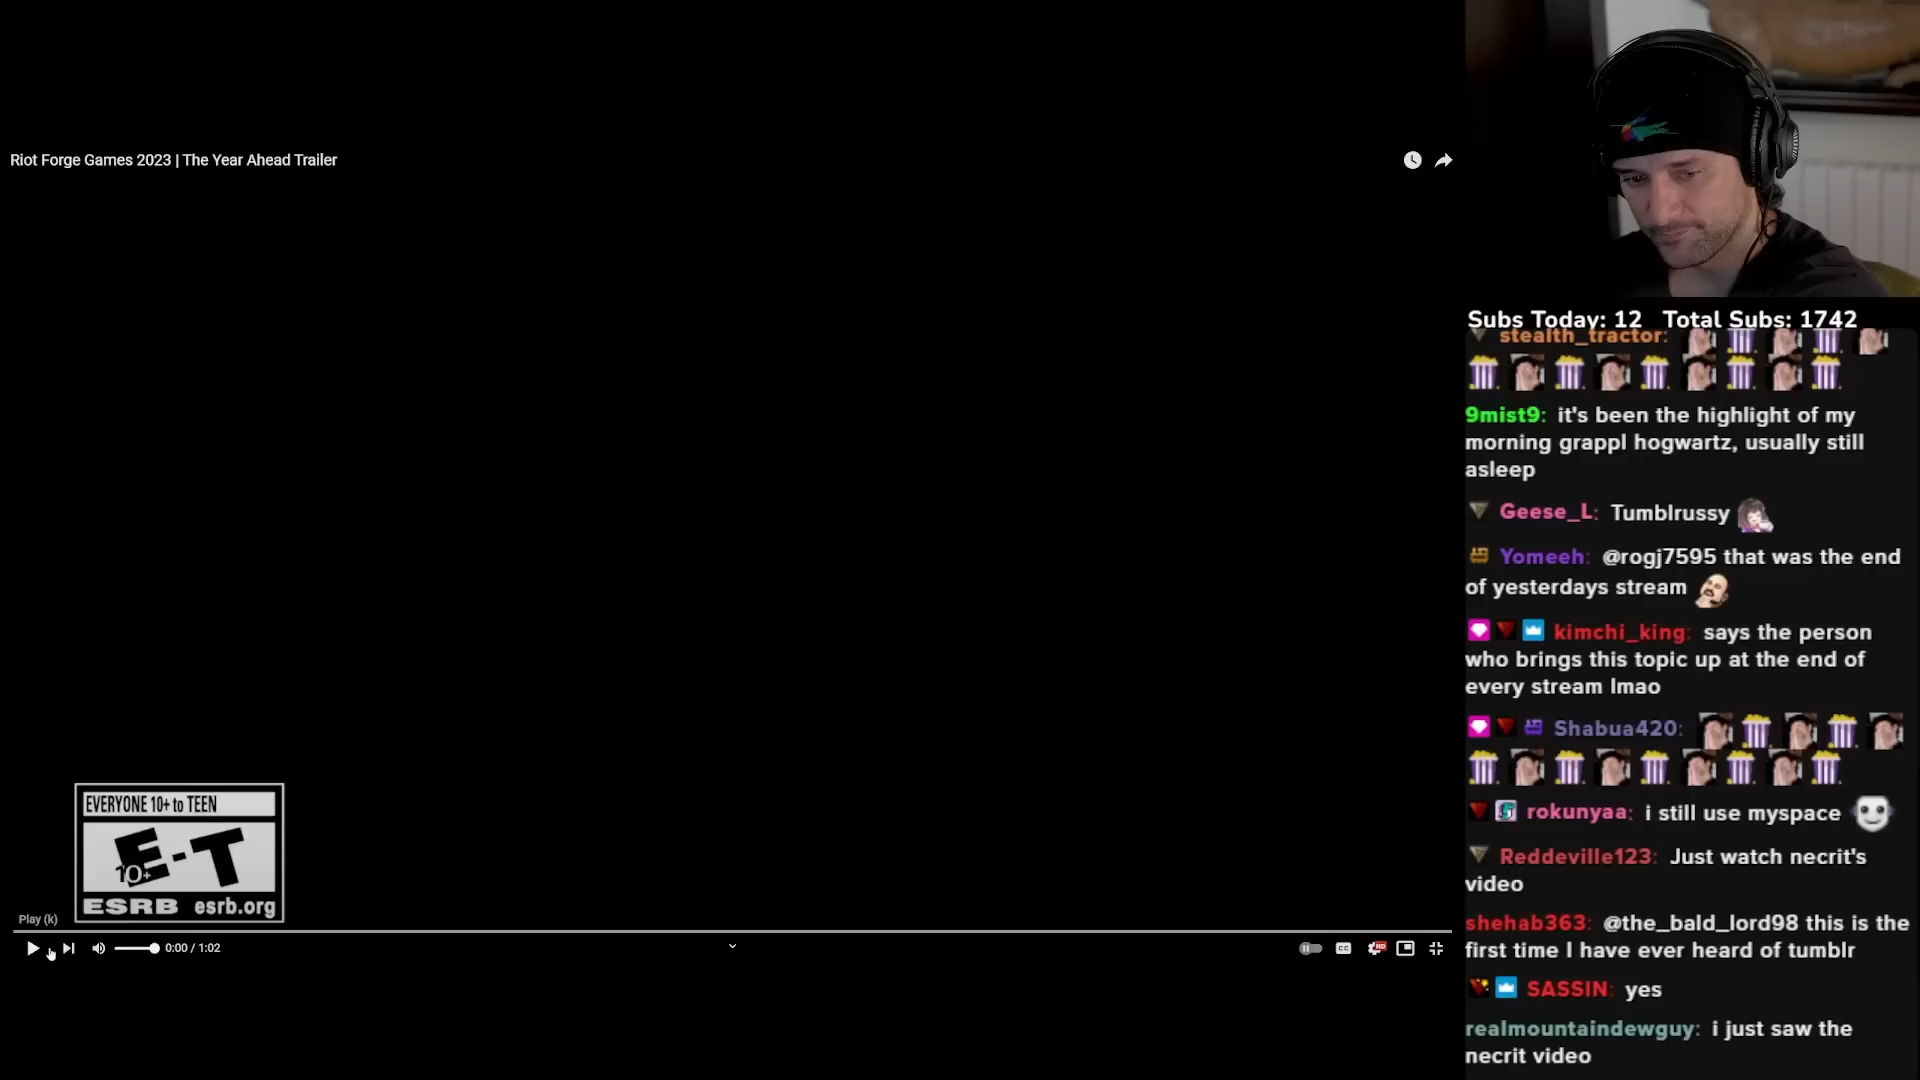 Riot Forge Games 2023 | The Year Ahead Trailer
EVERYONE 10+ to TEEN
E-T
10+
ESRB esrb.org
Play (k)
0:00 / 1:02
CC
HD
Subs Today: 12 Total Subs: 1742
stealth_tractor:
9mist9: it's been the highlight of my
morning grappl hogwartz, usually still
asleep
Geese_L: Tumblrussy
Yomeeh: @rogj7595 that was the end
of yesterdays stream
kimchi_king: says the person
who brings this topic up at the end of
every stream lmao
Shabua420:
rokunyaa: i still use myspace
Reddeville123: Just watch necrit's
video
shehab363: @the_bald_lord98 this is the
first time I have ever heard of tumblr
SASSIN: yes
realmountaindewguy: i just saw the
necrit video